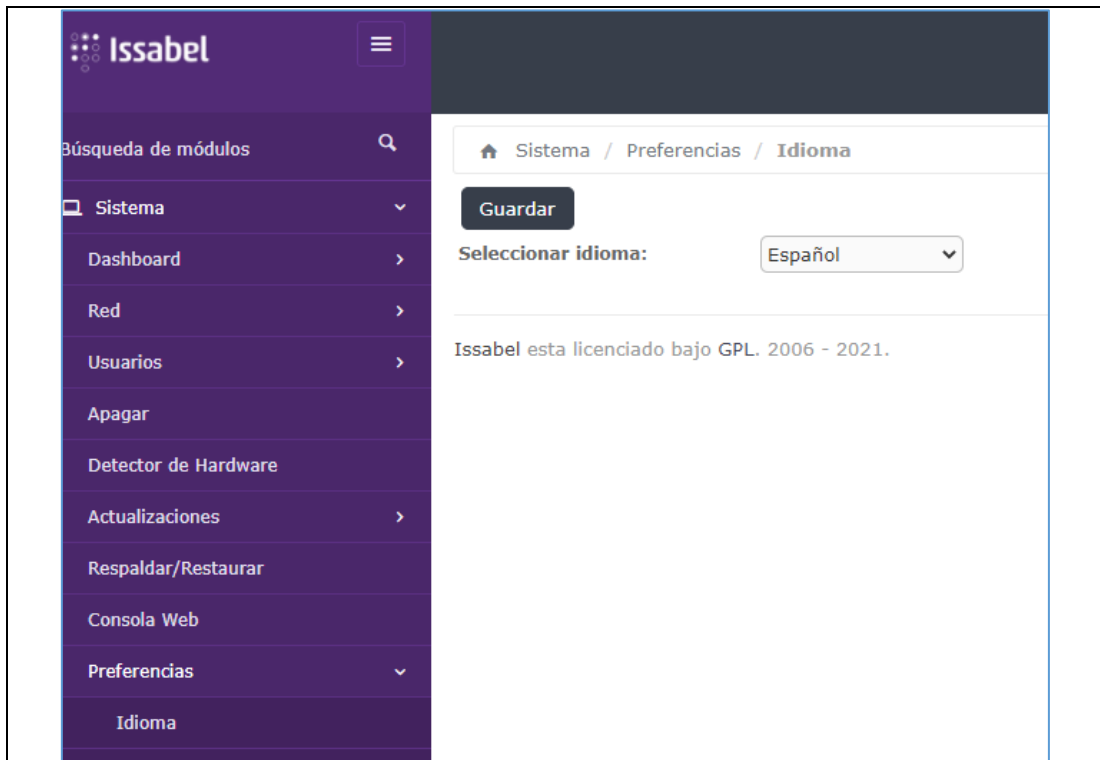 Issabel
Búsqueda de módulos
Sistema
Dashboard
Red
Usuarios
Apagar
Detector de Hardware
Actualizaciones
Respaldar/Restaurar
Consola Web
Preferencias
Idioma
Sistema / Preferencias / Idioma
Guardar
Seleccionar idioma: Español
Issabel esta licenciado bajo GPL. 2006 - 2021.